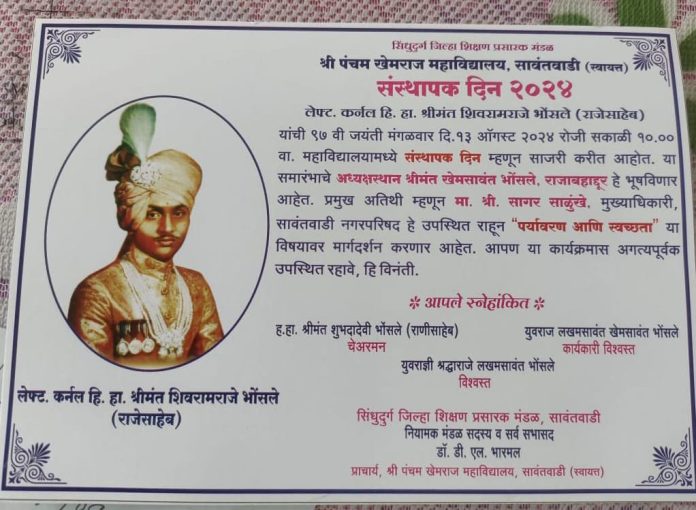 सिंधुदुर्ग जिल्हा शिक्षण प्रसारक मंडळ
श्री पंचम खेमराज महाविद्यालय, सावंतवाडी (स्वायत्त)
संस्थापक दिन २०२४
लेफ्ट. कर्नल हि. हा. श्रीमंत शिवरामराजे भोंसले (राजेसाहेब)
यांची ९७ वी जयंती मंगळवार दि.१३ ऑगस्ट २०२४ रोजी सकाळी १०.००
वा. महाविद्यालयामध्ये संस्थापक दिन म्हणून साजरी करीत आहोत. या
समारंभाचे अध्यक्षस्थान श्रीमंत खेमसावंत भोंसले, राजाबहाद्दूर हे भूषविणार
आहेत. प्रमुख अतिथी म्हणून मा. श्री. सागर साळुंखे, मुख्याधिकारी,
सावंतवाडी नगरपरिषद हे उपस्थित राहून "पर्यावरण आणि स्वच्छता" या
विषयावर मार्गदर्शन करणार आहेत. आपण या कार्यक्रमास अगत्यपूर्वक
उपस्थित रहावे, हि विनंती.
आपले स्नेहांकित
ह.हा. श्रीमंत शुभदादेवी भोंसले (राणीसाहेब)
चेअरमन
युवराज लखमसावंत खेमसावंत भोंसले
कार्यकारी विश्वस्त
युवराज्ञी श्रद्धाराजे लखमसावंत भोंसले
विश्वस्त
लेफ्ट. कर्नल हि. हा. श्रीमंत शिवरामराजे भोंसले
(राजेसाहेब)
सिंधुदुर्ग जिल्हा शिक्षण प्रसारक मंडळ, सावंतवाडी
नियामक मंडळ सदस्य व सर्व सभासद
डॉ. डी. एल. भारमल
प्राचार्य, श्री पंचम खेमराज महाविद्यालय, सावंतवाडी (स्वायत्त)